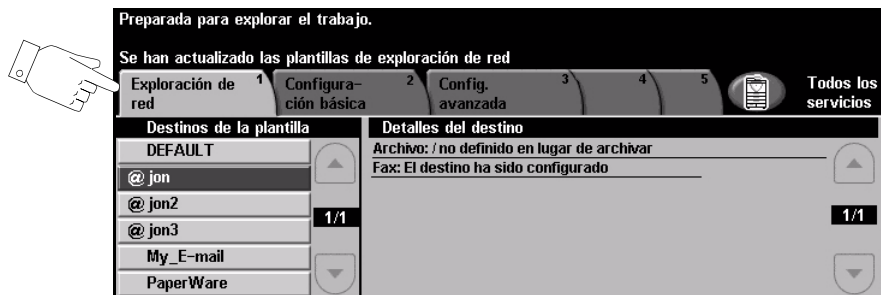 Preparada para explorar el trabajo.
Se han actualizado las plantillas de exploración de red
Exploración de red 1
Configura-
ción básica 2
Config.
avanzada 3
4
5
Todos los
servicios
Destinos de la plantilla
Detalles del destino
DEFAULT
@ jon
@ jon2
@ jon3
My_E-mail
PaperWare
1/1
Archivo: / no definido en lugar de archivar
Fax: El destino ha sido configurado
1/1